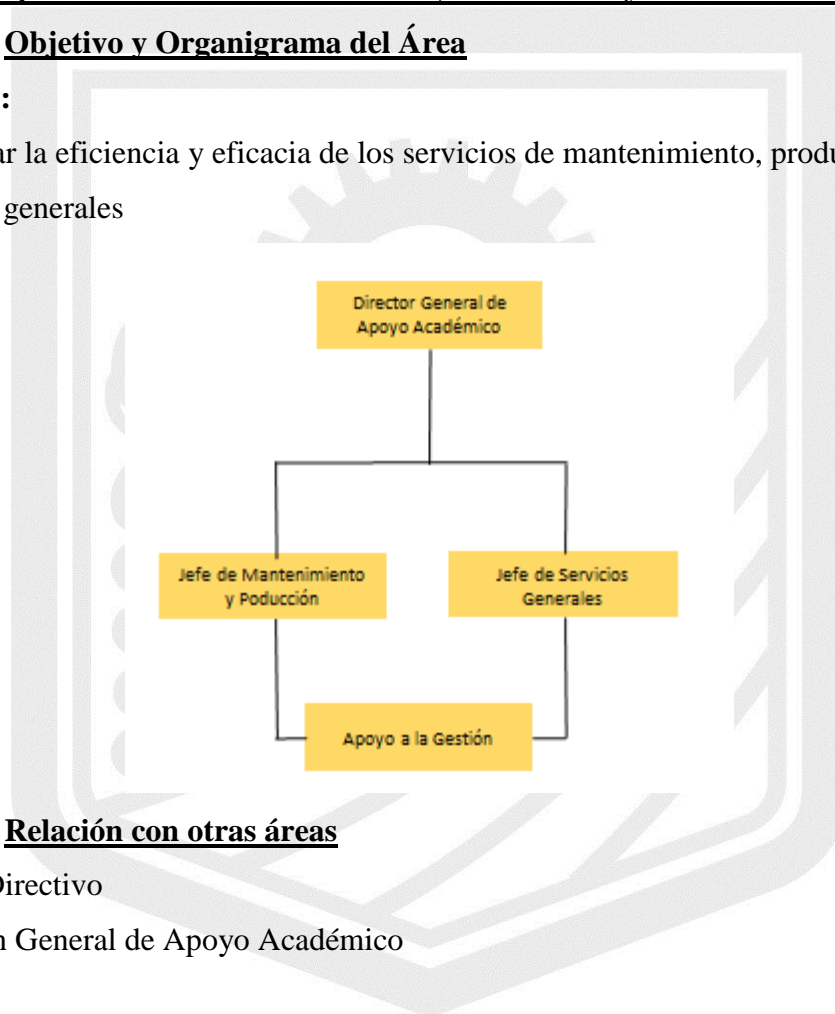 Objetivo y Organigrama del Área
:
ar la eficiencia y eficacia de los servicios de mantenimiento, produ
generales
Director General de
Apoyo Académico
Jefe de Mantenimiento
y Poducción
Jefe de Servicios
Generales
Apoyo a la Gestión
Relación con otras áreas
Directivo
n General de Apoyo Académico